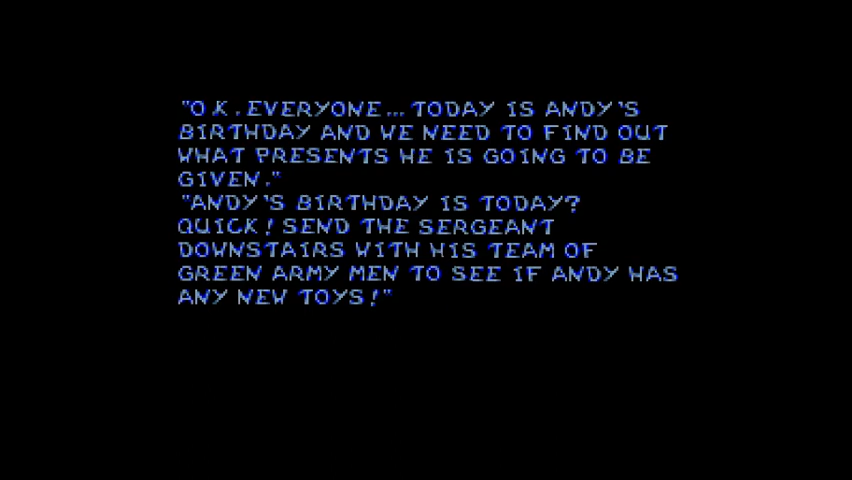 "O K. EVERYONE... TODAY IS ANDY'S
BIRTHDAY AND WE NEED TO FIND OUT
WHAT PRESENTS HE IS GOING TO BE
GIVEN."
"ANDY'S BIRTHDAY IS TODAY?
QUICK! SEND THE SERGEANT
DOWNSTAIRS WITH HIS TEAM OF
GREEN ARMY MEN TO SEE IF ANDY HAS
ANY NEW TOYS!"